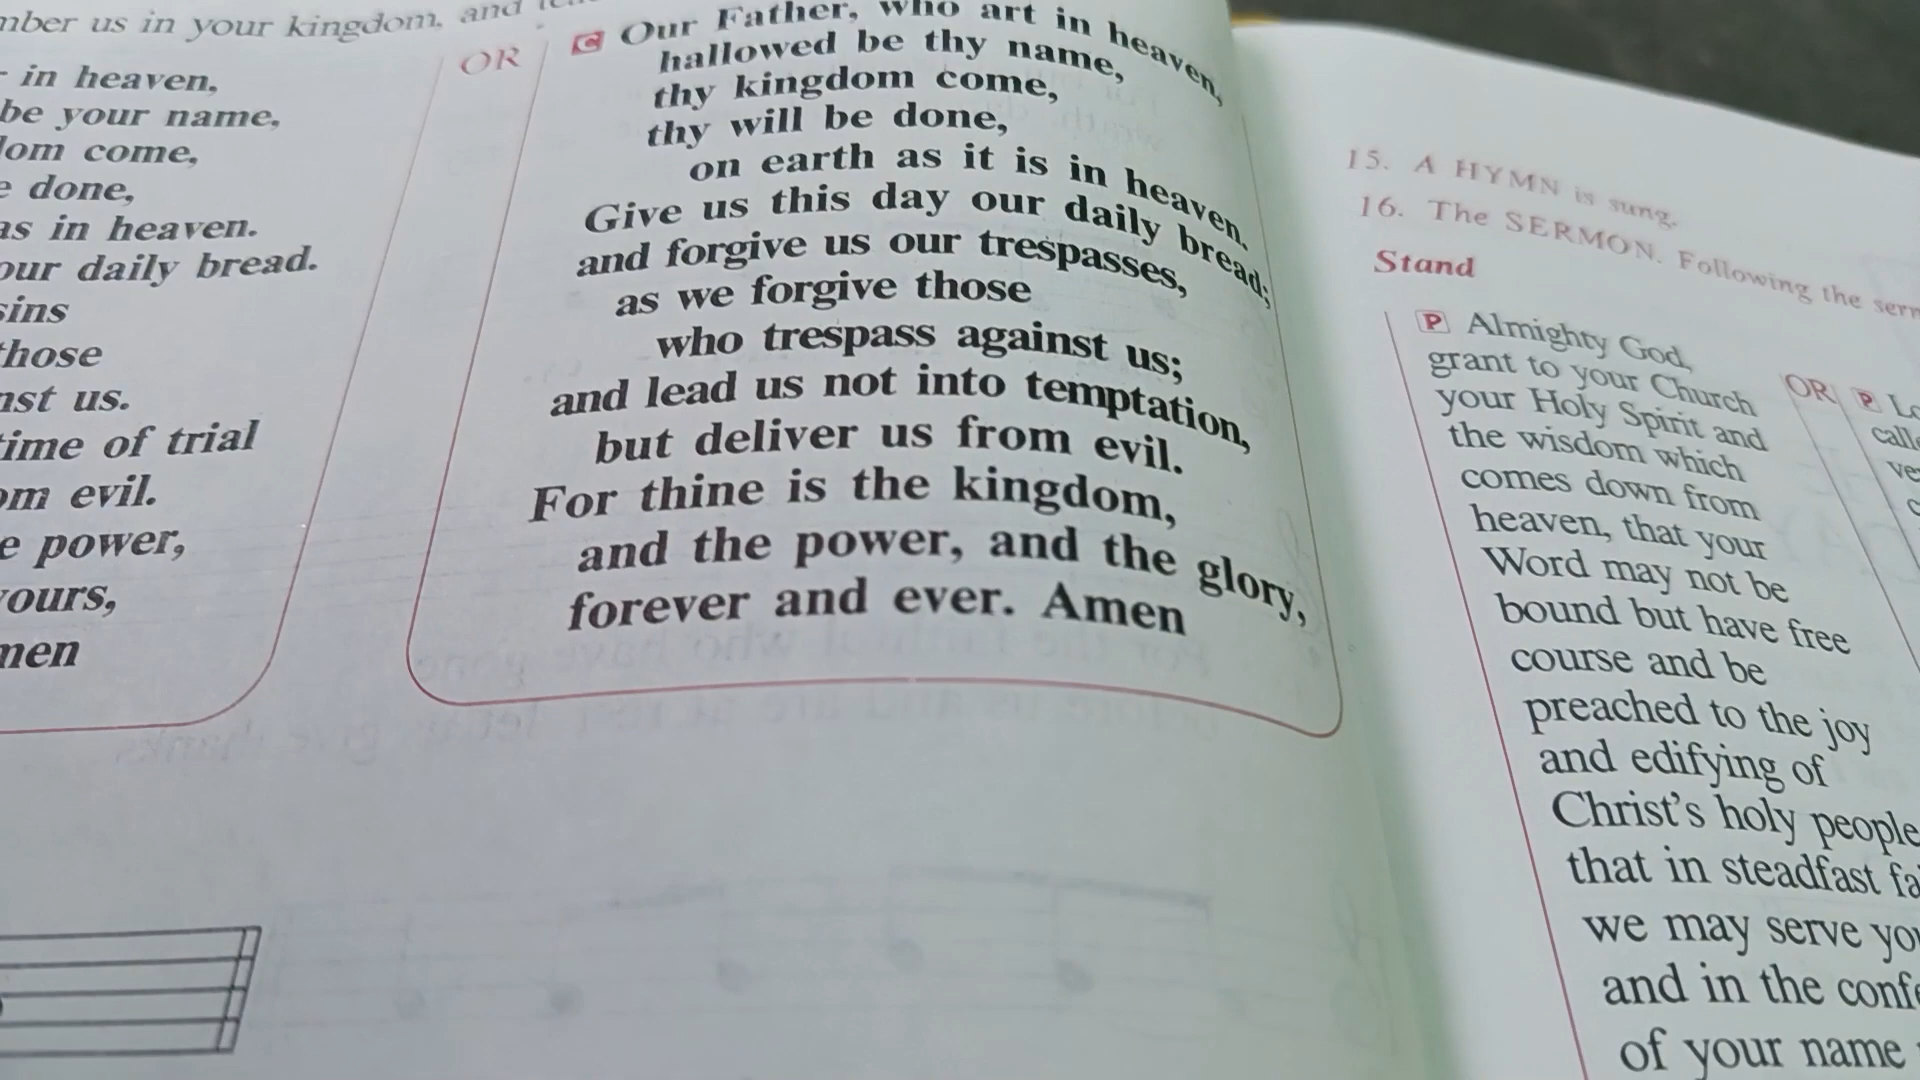 us in your kingdom, and
in heaven,
be your name,
come,
done,
as in heaven.
our daily bread.
sins
those
us.
time of trial
evil.
power,
yours,
OR
C Our Father, who art in heaven,
hallowed be thy name,
thy kingdom come,
thy will be done,
on earth as it is in heaven.
Give us this day our daily bread;
and forgive us our trespasses,
as we forgive those
who trespass against us;
and lead us not into temptation,
but deliver us from evil.
For thine is the kingdom,
and the power, and the glory,
forever and ever. Amen
15. A HYMN is sung.
16. The SERMON. Following the
Stand
P Almighty God,
grant to your Church
your Holy Spirit and
the wisdom which
comes down from
heaven, that your
Word may not be
bound but have free
course and be
preached to the joy
and edifying of
Christ's holy people
that in steadfast
we may serve
and in the
of your name
OR
P